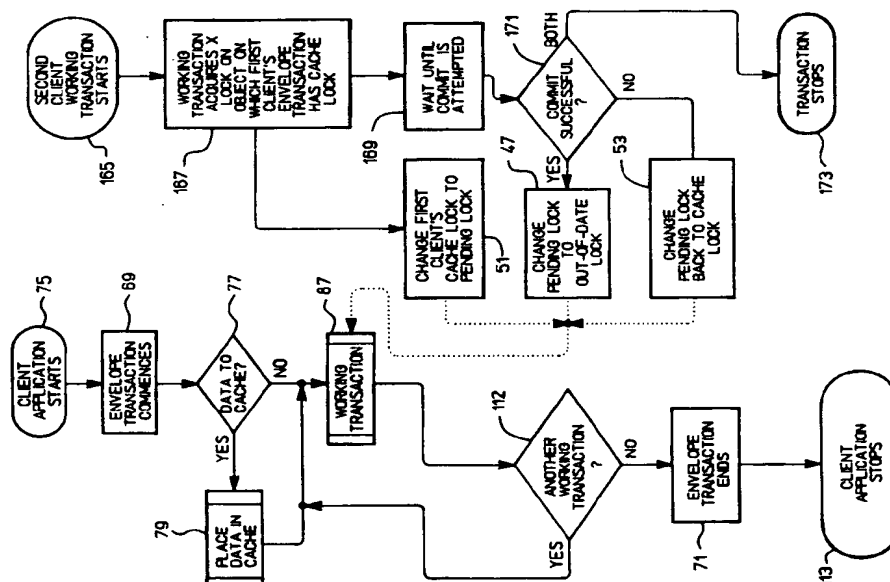 SECOND CLIENT
WORKING
TRANSACTION
STARTS
165
WORKING
TRANSACTION
ACQUIRES X
LOCK ON
OBJECT ON
WHICH FIRST
CLIENT'S
ENVELOPE
TRANSACTION
HAS CACHE
LOCK
167
WAIT UNTIL
COMMIT IS
ATTEMPTED
169
171
COMMIT
SUCCESSFUL
?
BOTH
YES
NO
CHANGE FIRST
CLIENT'S
CACHE LOCK TO
PENDING LOCK
51
47
CHANGE
PENDING LOCK
TO
OUT-OF-DATE
LOCK
53
CHANGE
PENDING LOCK
BACK TO CACHE
LOCK
TRANSACTION
STOPS
173
75
CLIENT
APPLICATION
STARTS
69
ENVELOPE
TRANSACTION
COMMENCES
77
DATA TO
CACHE?
YES
NO
79
PLACE
DATA IN
CACHE
87
WORKING
TRANSACTION
112
ANOTHER
WORKING
TRANSACTION
?
YES
NO
ENVELOPE
TRANSACTION
ENDS
71
CLIENT
APPLICATION
STOPS
13